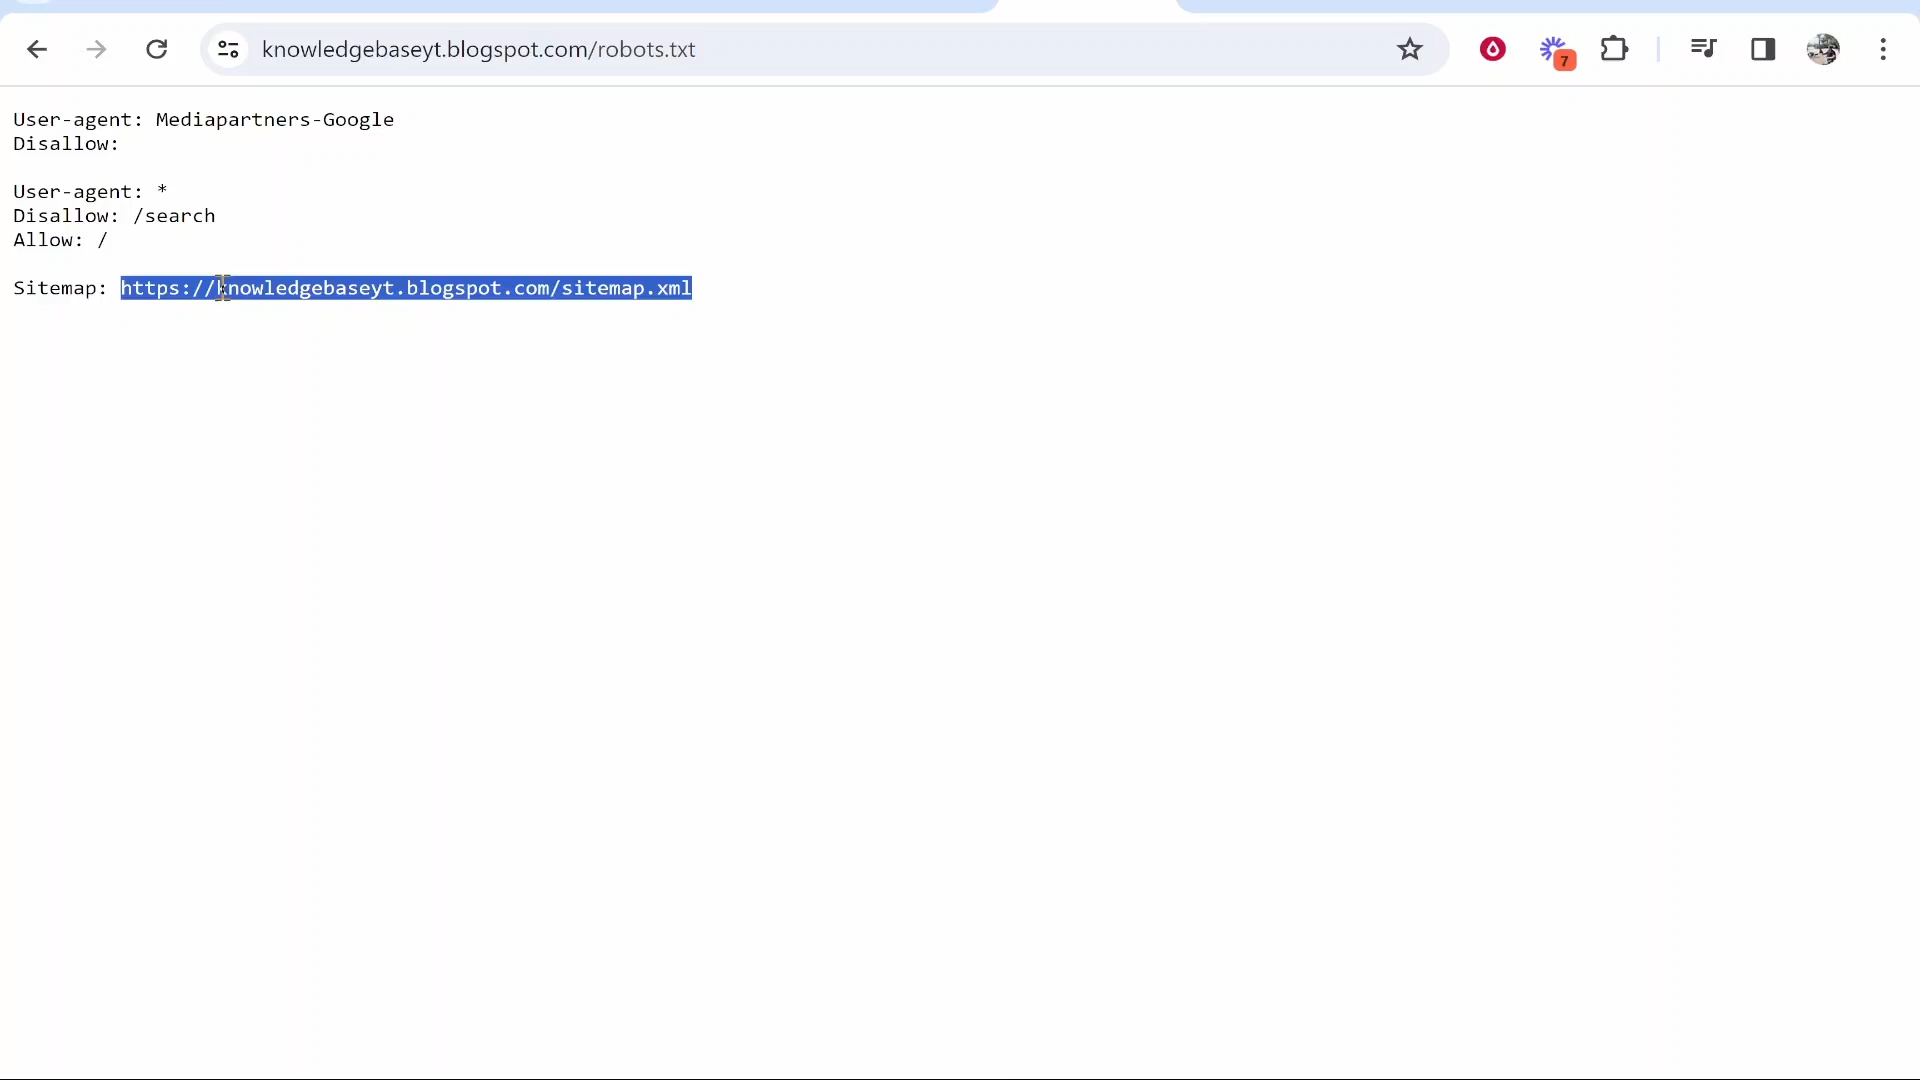 knowledgebaseyt.blogspot.com/robots.txt
7
User-agent: Mediapartners-Google
Disallow:
User-agent: *
Disallow: /search
Allow: /
Sitemap: https://knowledgebaseyt.blogspot.com/sitemap.xml